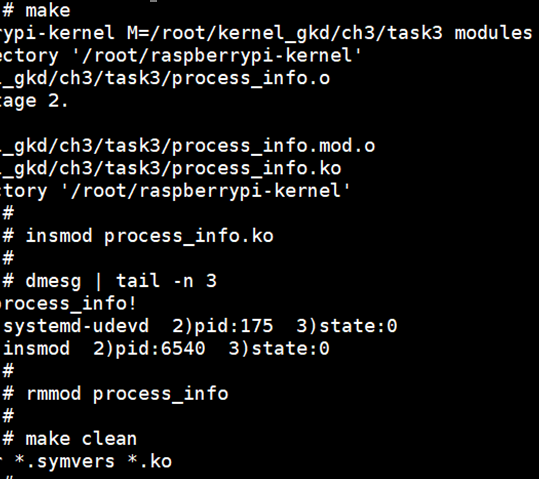 # make
rypi-kernel M=/root/kernel_gkd/ch3/task3 modules
ectory '/root/raspberrypi-kernel'
l_gkd/ch3/task3/process_info.o
tage 2.
l_gkd/ch3/task3/process_info.mod.o
l_gkd/ch3/task3/process_info.ko
ctory '/root/raspberrypi-kernel'
#
# insmod process_info.ko
#
# dmesg | tail -n 3
process_info!
systemd-udevd  2)pid:175  3)state:0
insmod  2)pid:6540  3)state:0
#
# rmmod process_info
#
# make clean
r *.symvers *.ko